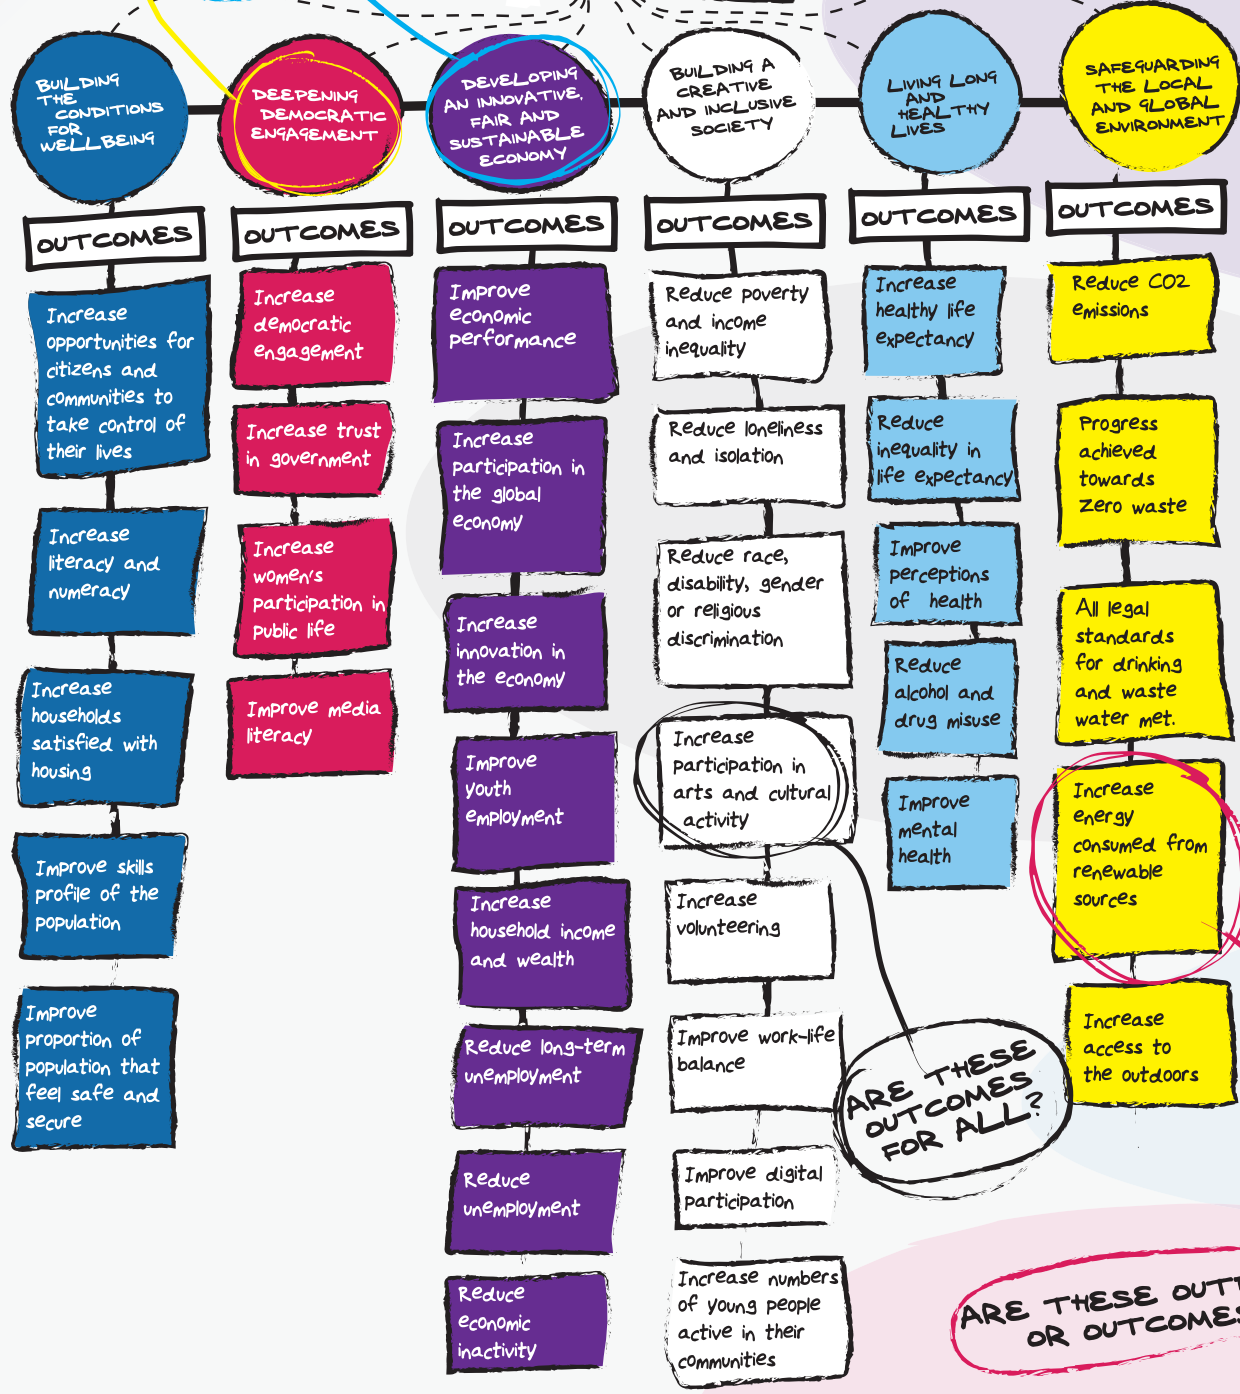 BUILDING
THE
CONDITIONS
FOR
WELLBEING
OUTCOMES
Increase
opportunities for
citizens and
communities to
take control of
their lives
Increase
literacy and
numeracy
Increase
households
satisfied with
housing
Improve skills
profile of the
population
Improve
proportion of
population that
feel safe and
secure
DEEPENING
DEMOCRATIC
ENGAGEMENT
OUTCOMES
Increase
democratic
engagement
Increase trust
in government
Increase
women's
participation in
public life
Improve media
literacy
DEVELOPING
AN INNOVATIVE,
FAIR AND
SUSTAINABLE
ECONOMY
OUTCOMES
Improve
economic
performance
Increase
participation in
the global
economy
Increase
innovation in
the economy
Improve
youth
employment
Increase
household income
and wealth
Reduce long-term
unemployment
Reduce
unemployment
Reduce
economic
inactivity
BUILDING A
CREATIVE
AND INCLUSIVE
SOCIETY
OUTCOMES
Reduce poverty
and income
inequality
Reduce loneliness
and isolation
Reduce race,
disability, gender
or religious
discrimination
Increase
participation in
arts and cultural
activity
Increase
volunteering
Improve work-life
balance
Improve digital
participation
Increase numbers
of young people
active in their
communities
LIVING LONG
AND
HEALTHY
LIVES
OUTCOMES
Increase
healthy life
expectancy
Reduce
inequality in
life expectancy
Improve
perceptions
of health
Reduce
alcohol and
drug misuse
Improve
mental
health
SAFEGUARDING
THE LOCAL
AND GLOBAL
ENVIRONMENT
OUTCOMES
Reduce CO2
emissions
Progress
achieved
towards
zero waste
All legal
standards
for drinking
and waste
water met.
Increase
energy
consumed from
renewable
sources
Increase
access to
the outdoors
ARE THESE
OUTCOMES
FOR ALL?
ARE THESE
OR OUTCOMES